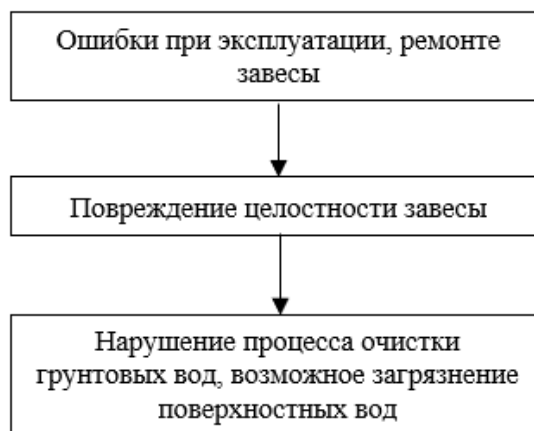 Ошибки при эксплуатации, ремонте
завесы
Повреждение целостности завесы
Нарушение процесса очистки
грунтовых вод, возможное загрязнение
поверхностных вод